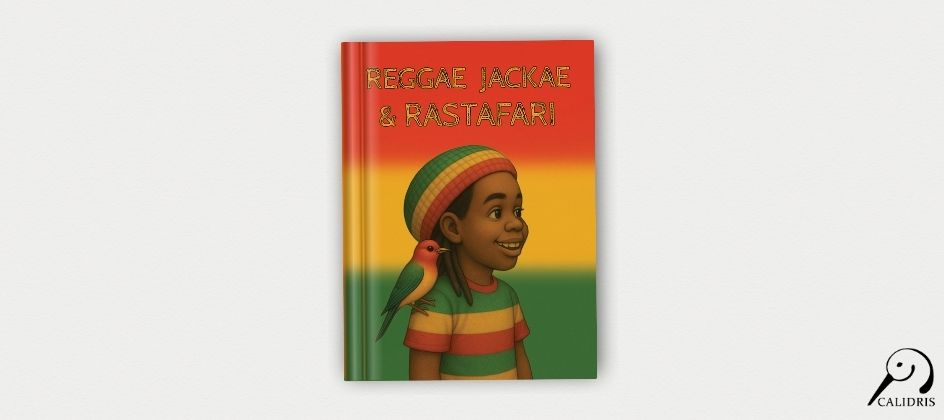 REGGAE JACKAE
& RASTAFARI
CALIDRIS